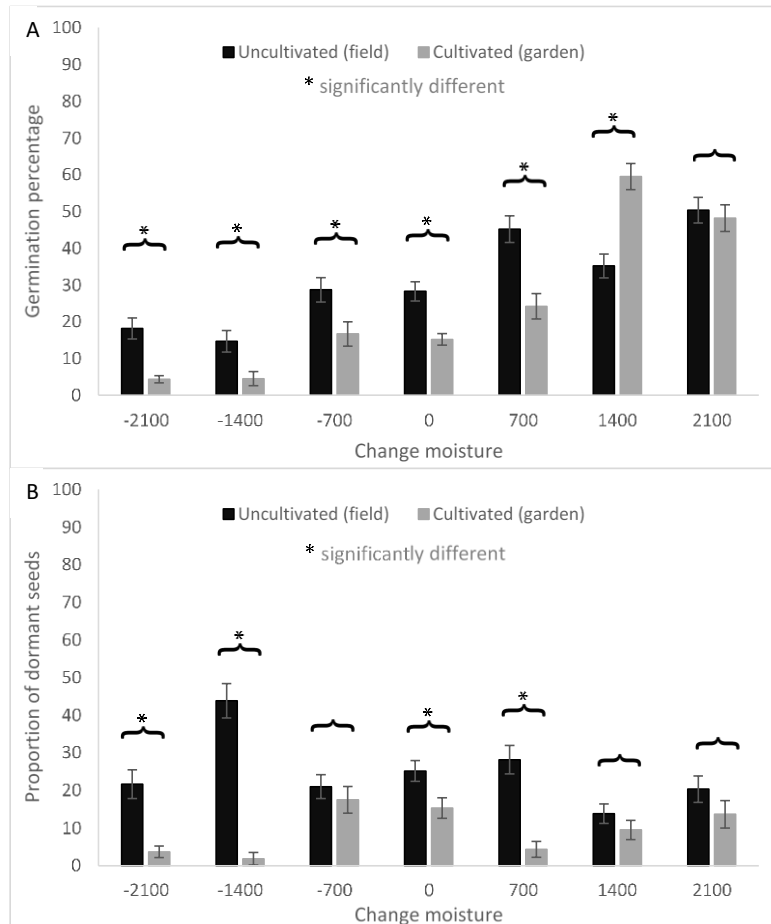 A
100
90
80
70
60
50
40
30
20
10
0
Germination percentage
Uncultivated (field) Cultivated (garden)
* significantly different
* * * * * *
-2100 -1400 -700 0 700 1400 2100
Change moisture
B
100
90
80
70
60
50
40
30
20
10
0
Proportion of dormant seeds
Uncultivated (field) Cultivated (garden)
* significantly different
* * * *
-2100 -1400 -700 0 700 1400 2100
Change moisture